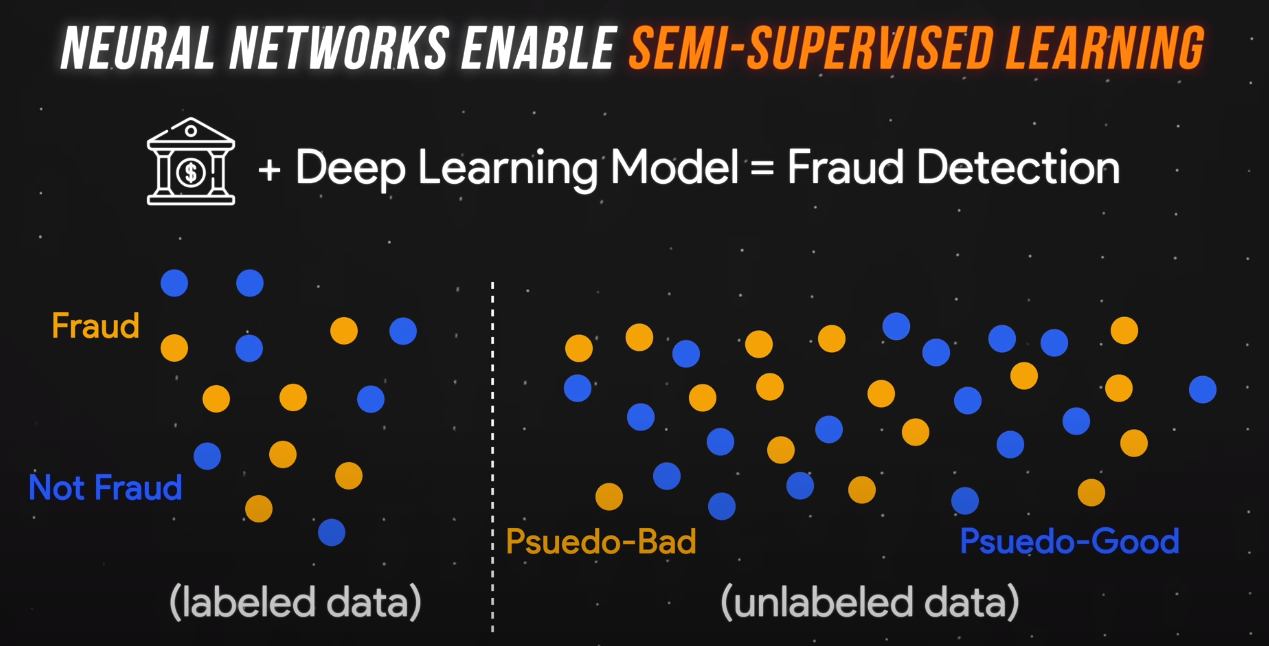 NEURAL NETWORKS ENABLE SEMI-SUPERVISED LEARNING
$
+ Deep Learning Model = Fraud Detection
Fraud
Not Fraud
Psuedo-Bad
Psuedo-Good
(labeled data)
(unlabeled data)